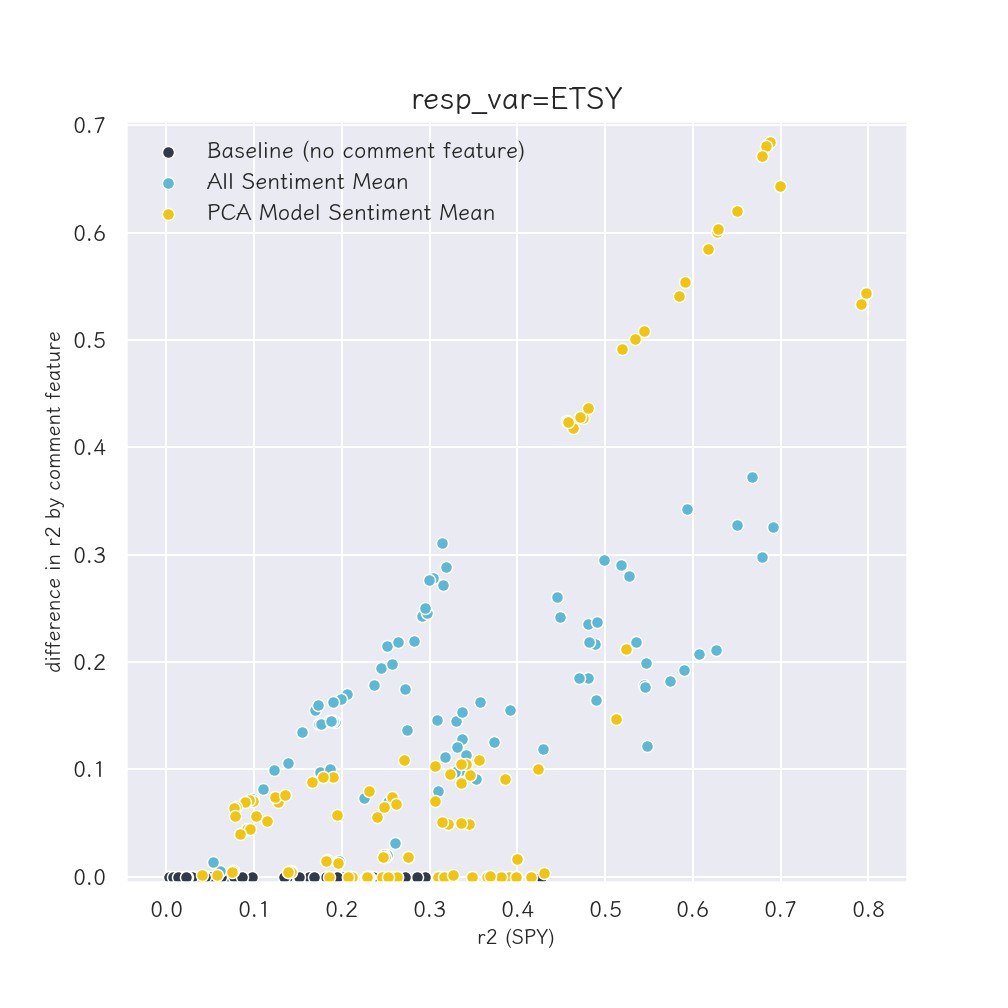 resp_var=ETSY
Baseline (no comment feature)
All Sentiment Mean
PCA Model Sentiment Mean
difference in r2 by comment feature
0.7
0.6
0.5
0.4
0.3
0.2
0.1
0.0
0.0 0.1 0.2 0.3 0.4 0.5 0.6 0.7 0.8
r2 (SPY)